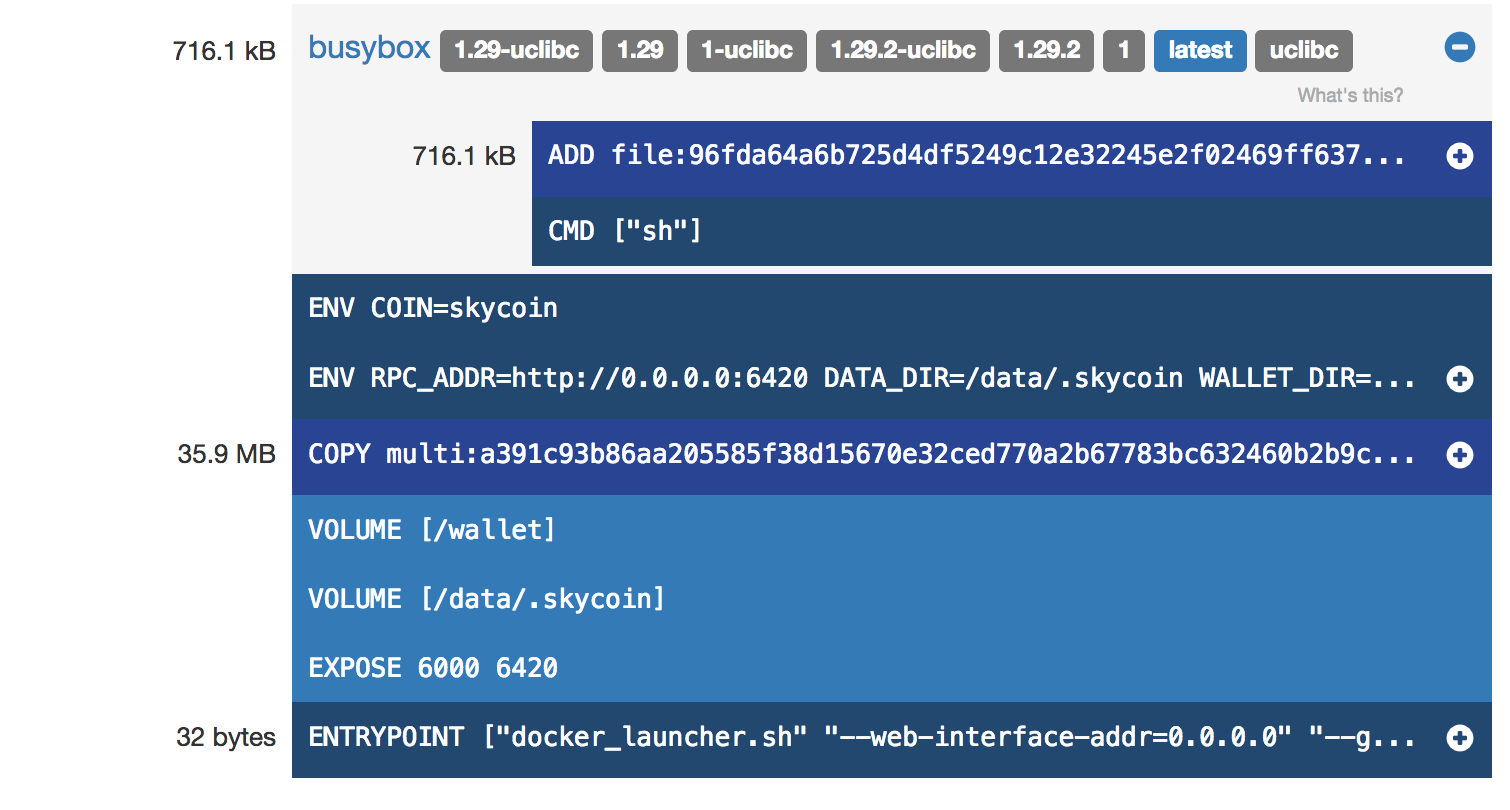 716.1 kB busybox 1.29-uclibc 1.29 1-uclibc 1.29.2-uclibc 1.29.2 1 latest uclibc
What's this?
716.1 kB ADD file:96fda64a6b725d4df5249c12e32245e2f02469ff637...
CMD ["sh"]
ENV COIN=skycoin
ENV RPC_ADDR=http://0.0.0.0:6420 DATA_DIR=/data/.skycoin WALLET_DIR=...
35.9 MB COPY multi:a391c93b86aa205585f38d15670e32ced770a2b67783bc632460b2b9c...
VOLUME [/wallet]
VOLUME [/data/.skycoin]
EXPOSE 6000 6420
32 bytes ENTRYPOINT ["docker_launcher.sh" "--web-interface-addr=0.0.0.0" "--g...